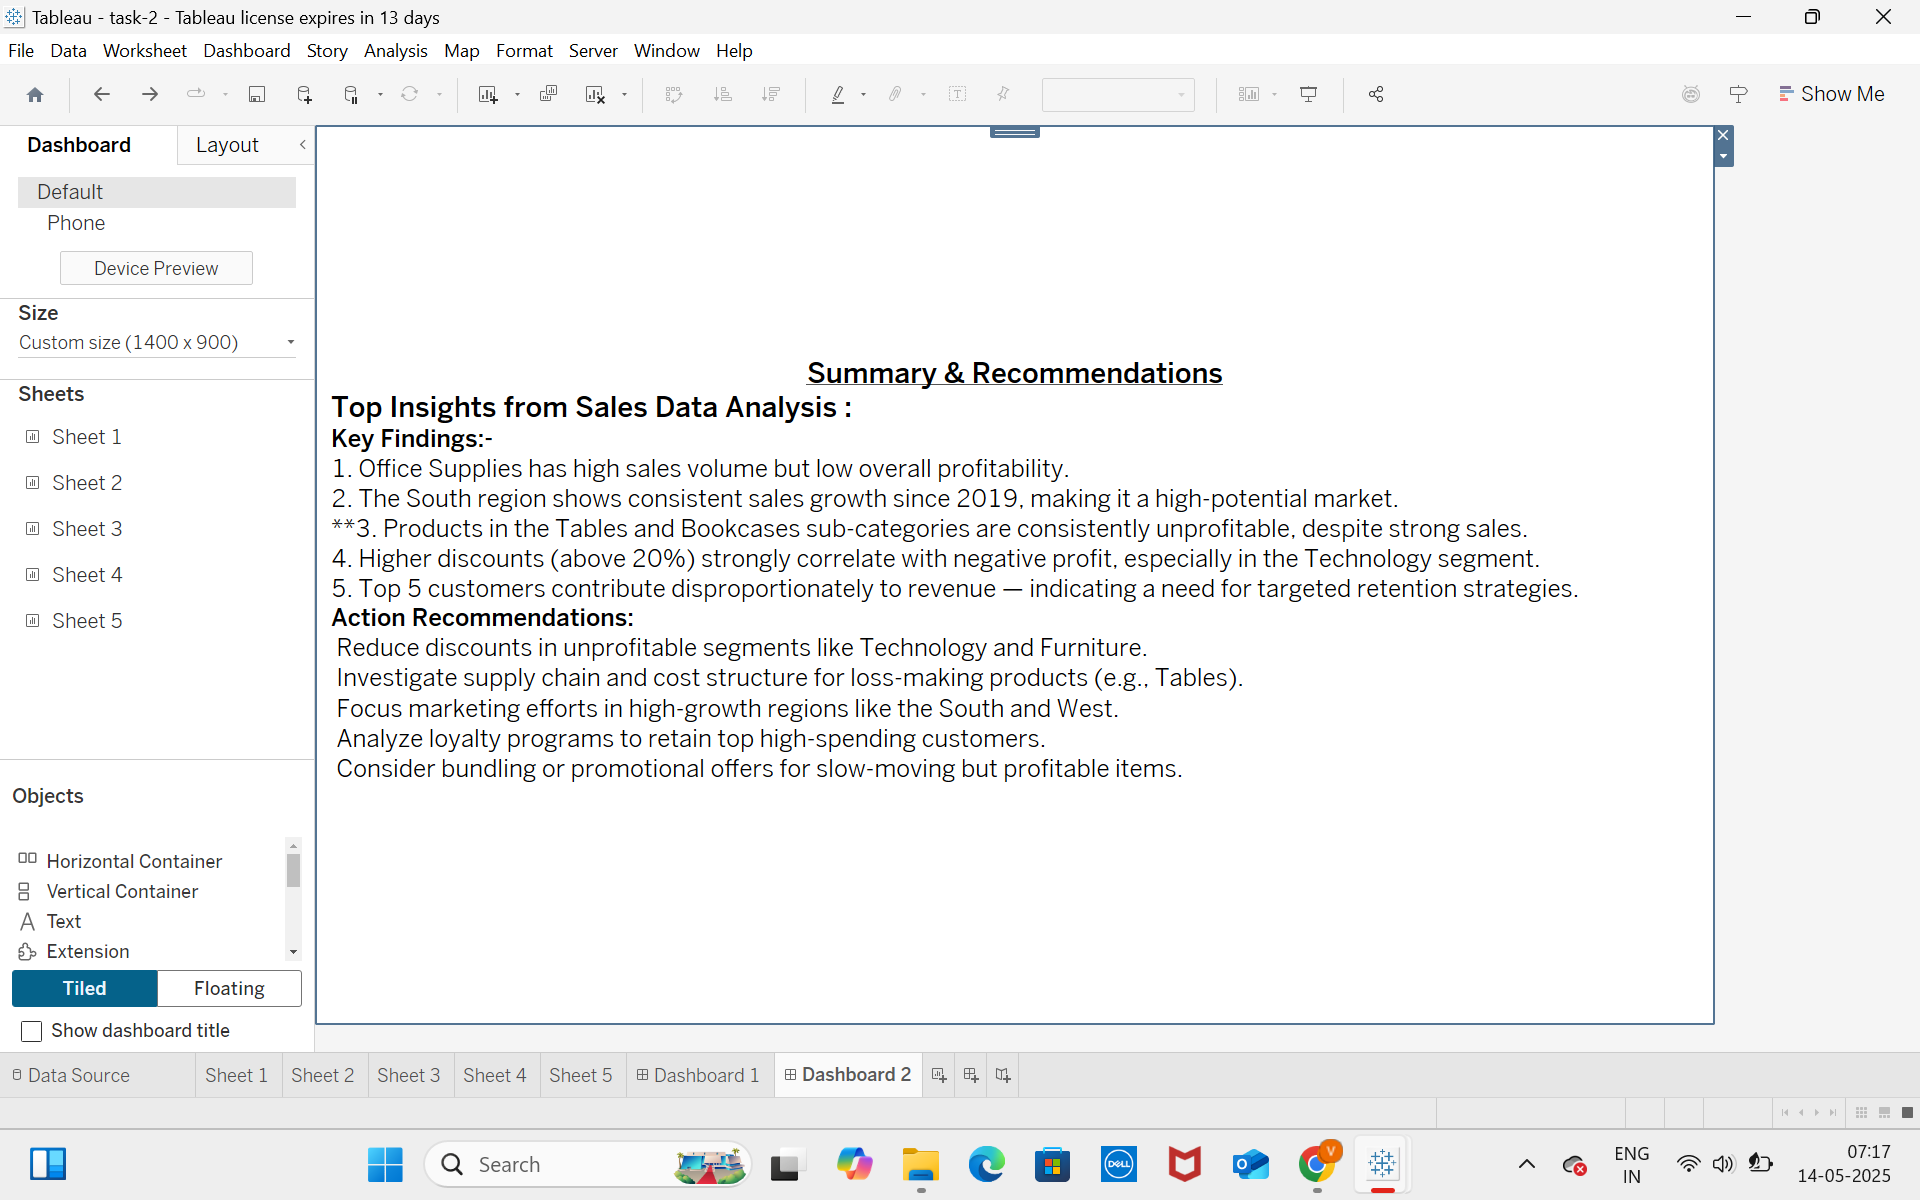 Tableau - task-2 - Tableau license expires in 13 days
File Data Worksheet Dashboard Story Analysis Map Format Server Window Help
Show Me
Dashboard Layout
Default
Phone
Device Preview
Size
Custom size (1400 x 900)
Sheets
Sheet 1
Sheet 2
Sheet 3
Sheet 4
Sheet 5
Objects
Horizontal Container
Vertical Container
Text
Extension
Tiled Floating
Show dashboard title
Summary & Recommendations
Top Insights from Sales Data Analysis :
Key Findings:-
1. Office Supplies has high sales volume but low overall profitability.
2. The South region shows consistent sales growth since 2019, making it a high-potential market.
**3. Products in the Tables and Bookcases sub-categories are consistently unprofitable, despite strong sales.
4. Higher discounts (above 20%) strongly correlate with negative profit, especially in the Technology segment.
5. Top 5 customers contribute disproportionately to revenue — indicating a need for targeted retention strategies.
Action Recommendations:
Reduce discounts in unprofitable segments like Technology and Furniture.
Investigate supply chain and cost structure for loss-making products (e.g., Tables).
Focus marketing efforts in high-growth regions like the South and West.
Analyze loyalty programs to retain top high-spending customers.
Consider bundling or promotional offers for slow-moving but profitable items.
Data Source Sheet 1 Sheet 2 Sheet 3 Sheet 4 Sheet 5 Dashboard 1 Dashboard 2
Search
DELL
V
ENG
IN
07:17
14-05-2025